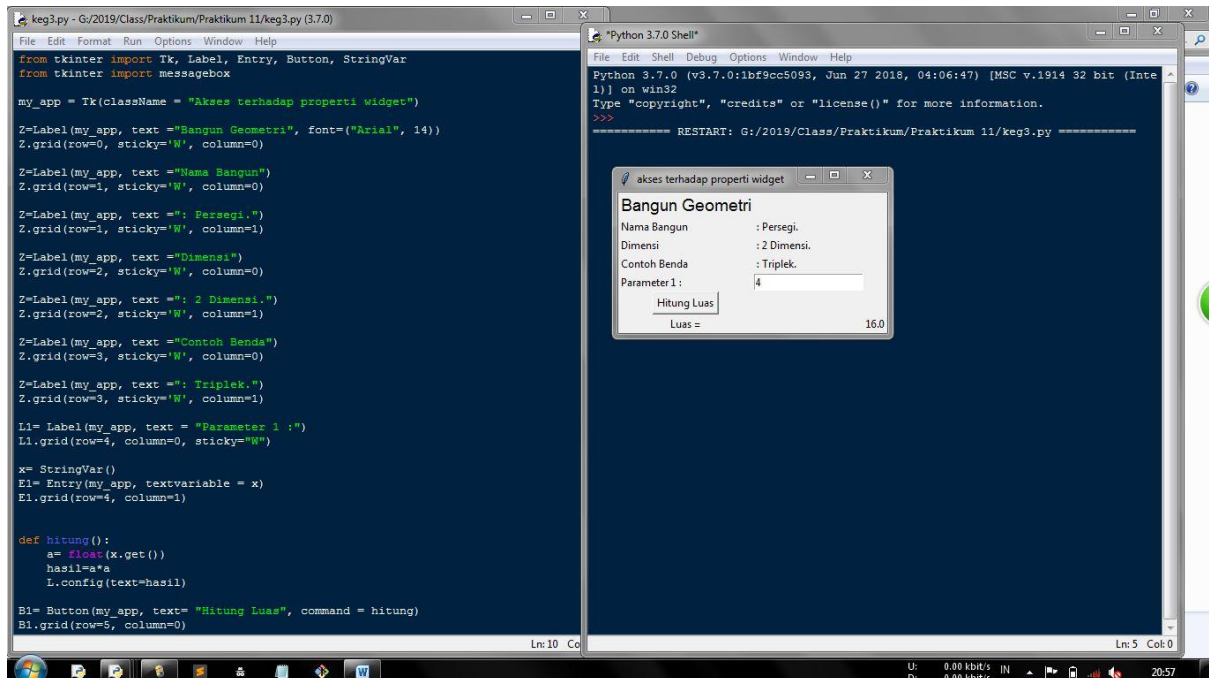 keg3.py - G:/2019/Class/Praktikum/Praktikum 11/keg3.py (3.7.0)
File Edit Format Run Options Window Help
from tkinter import Tk, Label, Entry, Button, StringVar
from tkinter import messagebox
my_app = Tk(className = "Akses terhadap properti widget")
Z=Label(my_app, text ="Bangun Geometri", font=("Arial", 14))
Z.grid(row=0, sticky='W', column=0)
Z=Label(my_app, text ="Nama Bangun")
Z.grid(row=1, sticky='W', column=0)
Z=Label(my_app, text =": Persegi.")
Z.grid(row=1, sticky='W', column=1)
Z=Label(my_app, text ="Dimensi")
Z.grid(row=2, sticky='W', column=0)
Z=Label(my_app, text =": 2 Dimensi.")
Z.grid(row=2, sticky='W', column=1)
Z=Label(my_app, text ="Contoh Benda")
Z.grid(row=3, sticky='W', column=0)
Z=Label(my_app, text =": Triplek.")
Z.grid(row=3, sticky='W', column=1)
L1= Label(my_app, text = "Parameter 1 :")
L1.grid(row=4, column=0, sticky="W")
x= StringVar()
E1= Entry(my_app, textvariable = x)
E1.grid(row=4, column=1)
def hitung():
    a= float(x.get())
    hasil=a*a
    L.config(text=hasil)
B1= Button(my_app, text= "Hitung Luas", command = hitung)
B1.grid(row=5, column=0)
Ln: 10 Co
*Python 3.7.0 Shell*
File Edit Shell Debug Options Window Help
Python 3.7.0 (v3.7.0:1bf9cc5093, Jun 27 2018, 04:06:47) [MSC v.1914 32 bit (Inte
l)] on win32
Type "copyright", "credits" or "license()" for more information.
>>>
=========== RESTART: G:/2019/Class/Praktikum/Praktikum 11/keg3.py ===========
akses terhadap properti widget
Bangun Geometri
Nama Bangun : Persegi.
Dimensi : 2 Dimensi.
Contoh Benda : Triplek.
Parameter 1 : 4
Hitung Luas
Luas = 16.0
Ln: 5 Col: 0
U: 0.00 kbit/s IN
D: 0.00 kbit/s
20:57